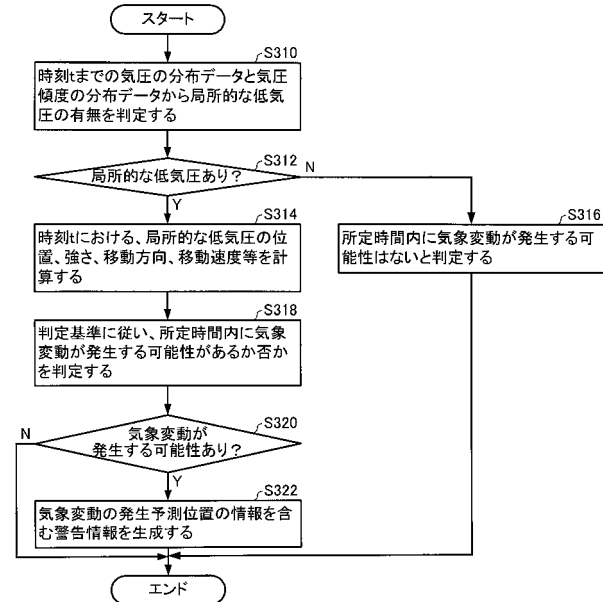 スタート
S310
時刻tまでの気圧の分布データと気圧
傾度の分布データから局所的な低気
圧の有無を判定する
S312
局所的な低気圧あり？
N
Y
S314
時刻tにおける、局所的な低気圧の位
置、強さ、移動方向、移動速度等を計
算する
S316
所定時間内に気象変動が発生する可
能性はないと判定する
S318
判定基準に従い、所定時間内に気象
変動が発生する可能性があるか否か
を判定する
S320
気象変動が
発生する可能性あり？
N
Y
S322
気象変動の発生予測位置の情報を含
む警告情報を生成する
エンド